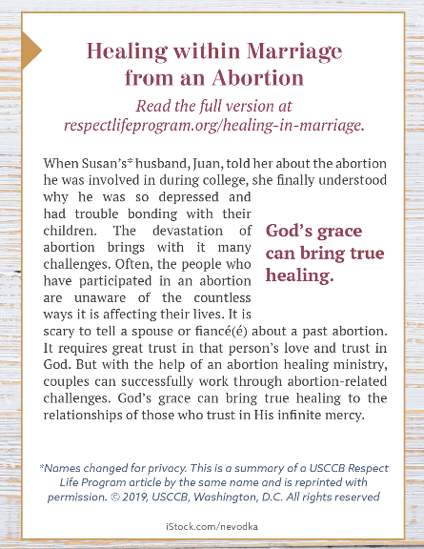 Healing within Marriage
from an Abortion
Read the full version at
respectlifeprogram.org/healing-in-marriage.
When Susan's* husband, Juan, told her about the abortion
he was involved in during college, she finally understood
why he was so depressed and
had trouble bonding with their
children. The devastation of
abortion brings with it many
challenges. Often, the people who
have participated in an abortion
are unaware of the countless
ways it is affecting their lives. It is
God's grace
can bring true
healing.
scary to tell a spouse or fiancé(é) about a past abortion.
It requires great trust in that person's love and trust in
God. But with the help of an abortion healing ministry,
couples can successfully work through abortion-related
challenges. God's grace can bring true healing to the
relationships of those who trust in His infinite mercy.
*Names changed for privacy. This is a summary of a USCCB Respect
Life Program article by the same name and is reprinted with
permission. © 2019, USCCB, Washington, D.C. All rights reserved
iStock.com/nevodka